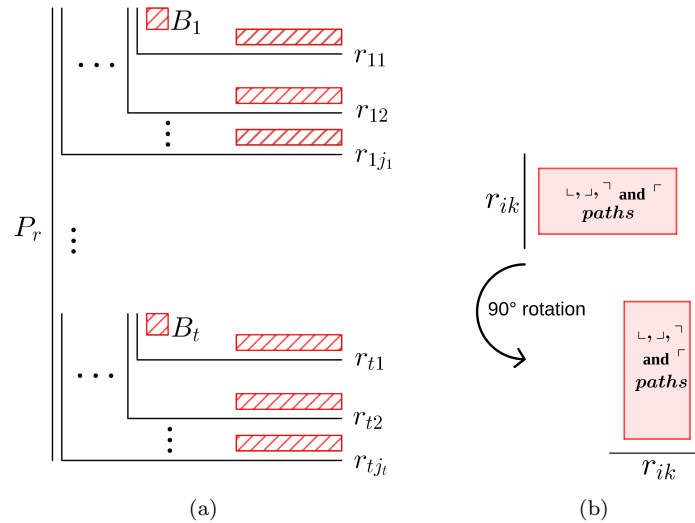 B₁
r₁₁
r₁₂
r₁ⱼ₁
Pᵣ
Bₜ
rₜ₁
rₜ₂
rₜⱼₜ
(a)
rᵢₖ
⌞, ⌟, ⌝ and ⌜
paths
90° rotation
⌞, ⌟, ⌝
and ⌜
paths
rᵢₖ
(b)